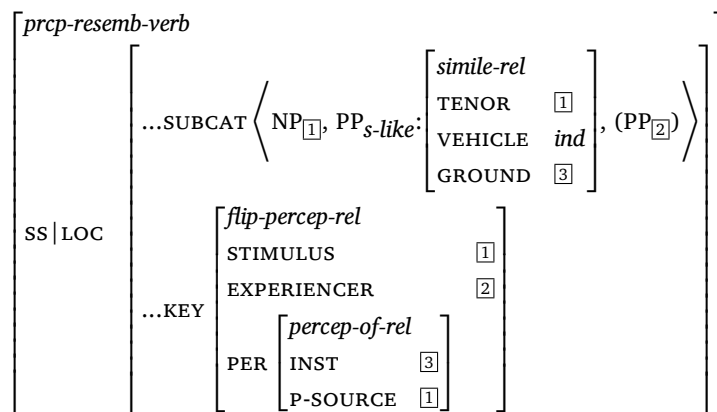 prcp-resemb-verb
simile-rel
TENOR 1
...SUBCAT ⟨ NP1, PPs-like: VEHICLE ind , (PP2) ⟩
GROUND 3
SS|LOC
flip-percep-rel
STIMULUS 1
EXPERIENCER 2
...KEY
percep-of-rel
PER INST 3
P-SOURCE 1